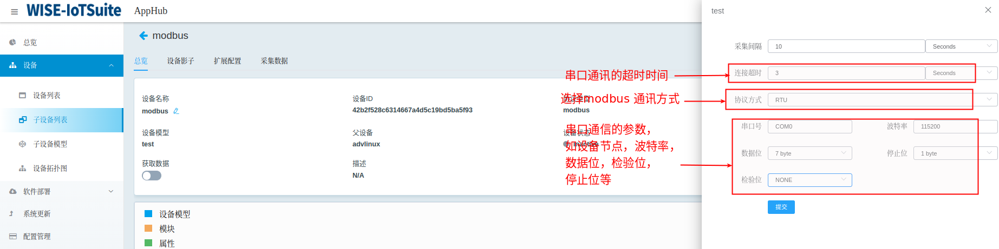 WISE-IoTSuite
AppHub
总览
设备
设备列表
子设备列表
子设备模型
设备拓扑图
软件部署
系统更新
配置管理
modbus
总览 设备影子 扩展配置 采集数据
设备名称
modbus
设备ID
42b2f528c6314667a4d5c19bd5ba5f93
modbus
设备模型
test
父设备
advlinux
设备状态
inactive
获取数据
描述
N/A
设备模型
模块
属性
串口通讯的超时时间
选择modbus 通讯方式
串口通信的参数,
如设备节点, 波特率,
数据位, 检验位,
停止位等
test
采集间隔 10 Seconds
连接超时 3 Seconds
协议方式 RTU
串口号 COM0 波特率 115200
数据位 7 byte 停止位 1 byte
检验位 NONE
提交